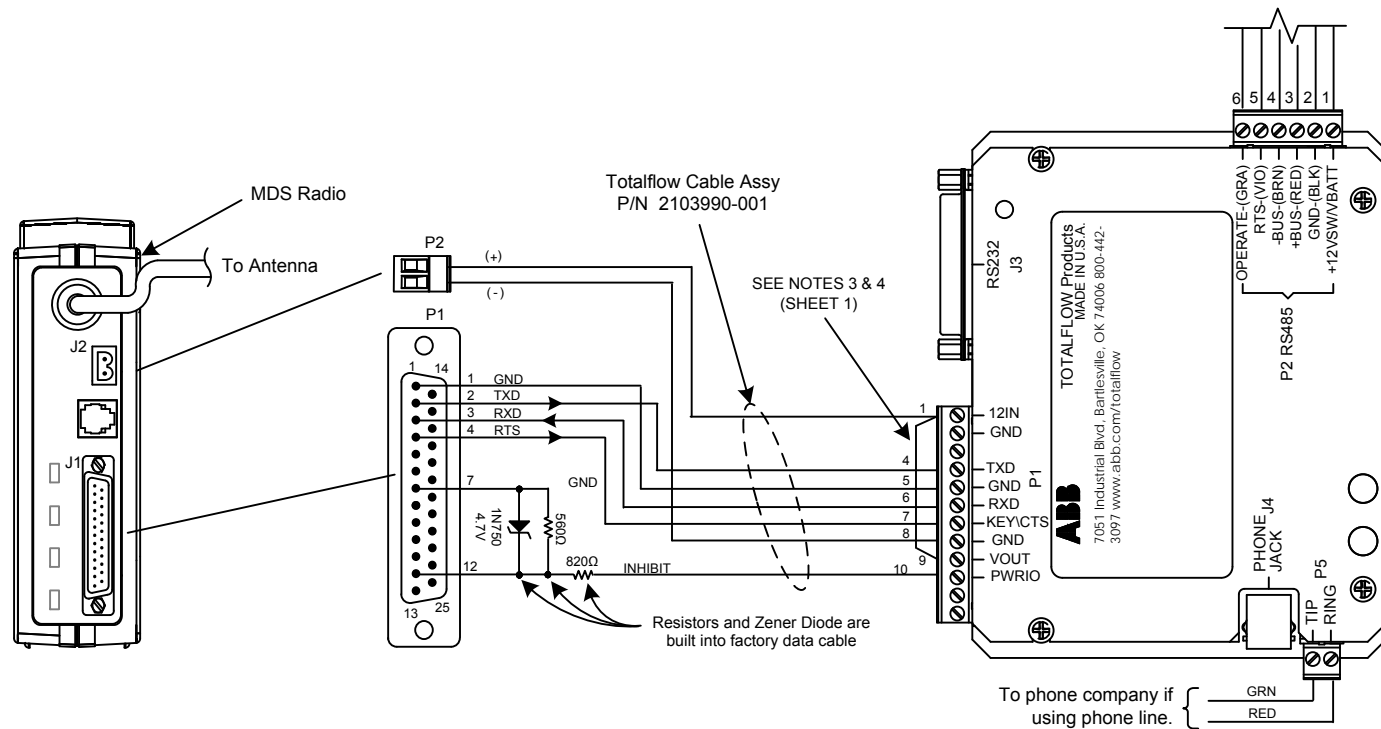 MDS Radio
To Antenna
J2
J1
P2
(+)
(-)
P1
1
14
1
GND
2
TXD
3
RXD
4
RTS
7
GND
1N750
4.7V
560Ω
12
820Ω
INHIBIT
13
25
Resistors and Zener Diode are
built into factory data cable
Totalflow Cable Assy
P/N 2103990-001
SEE NOTES 3 & 4
(SHEET 1)
1
4
5
6
7
8
9
10
12IN
GND
TXD
GND
RXD
KEY\CTS
GND
VOUT
PWRIO
P1
RS232
J3
6
5
4
3
2
1
OPERATE-(GRA)
RTS-(VIO)
-BUS-(BRN)
+BUS-(RED)
GND-(BLK)
+12VSW/VBATT
P2 RS485
TOTALFLOW Products
MADE IN U.S.A.
ABB
7051 Industrial Blvd, Bartlesville, OK 74006 800-442-
3097 www.abb.com/totalflow
PHONE
JACK
J4
TIP
RING
P5
To phone company if
using phone line.
GRN
RED